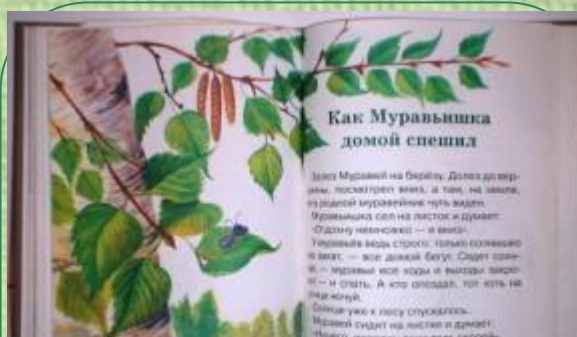 Как Муравьишка
домой спешил
Залез Муравей на берёзу. Долез до вер-
шины, посмотрел вниз, а там, на земле,
его родной муравейник чуть виден.
Муравьишка сел на листок и думает:
«Отдохну немножко — и вниз».
У муравьёв ведь строго: только солнышко
на закат, — все домой бегут. Сядет солн-
це — муравьи все ходы и выходы закро-
ют — и спать. А кто опоздал, тот хоть на
улице ночуй.
Солнце уже к лесу спускалось.
Муравей сидит на листке и думает: